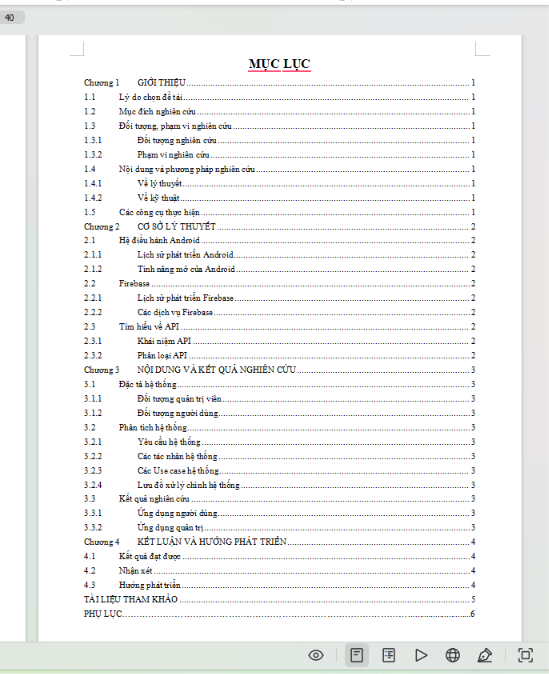 40
MỤC LỤC
Chương 1 GIỚI THIỆU 1
1.1 Lý do chọn đề tài 1
1.2 Mục đích nghiên cứu 1
1.3 Đối tượng, phạm vi nghiên cứu 1
1.3.1 Đối tượng nghiên cứu 1
1.3.2 Phạm vi nghiên cứu 1
1.4 Nội dung và phương pháp nghiên cứu 1
1.4.1 Về lý thuyết 1
1.4.2 Về kỹ thuật 1
1.5 Các công cụ thực hiện 1
Chương 2 CƠ SỞ LÝ THUYẾT 2
2.1 Hệ điều hành Android 2
2.1.1 Lịch sử phát triển Android 2
2.1.2 Tính năng mở của Android 2
2.2 Firebase 2
2.2.1 Lịch sử phát triển Firebase 2
2.2.2 Các dịch vụ Firebase 2
2.3 Tìm hiểu về API 2
2.3.1 Khái niệm API 2
2.3.2 Phân loại API 2
Chương 3 NỘI DUNG VÀ KẾT QUẢ NGHIÊN CỨU 3
3.1 Đặc tả hệ thống 3
3.1.1 Đối tượng quản trị viên 3
3.1.2 Đối tượng người dùng 3
3.2 Phân tích hệ thống 3
3.2.1 Yêu cầu hệ thống 3
3.2.2 Các tác nhân hệ thống 3
3.2.3 Các Use case hệ thống 3
3.2.4 Lưu đồ xử lý chính hệ thống 3
3.3 Kết quả nghiên cứu 3
3.3.1 Ứng dụng người dùng 3
3.3.2 Ứng dụng quản trị 3
Chương 4 KẾT LUẬN VÀ HƯỚNG PHÁT TRIỂN 4
4.1 Kết quả đạt được 4
4.2 Nhận xét 4
4.3 Hướng phát triển 4
TÀI LIỆU THAM KHẢO 5
PHỤ LỤC 6